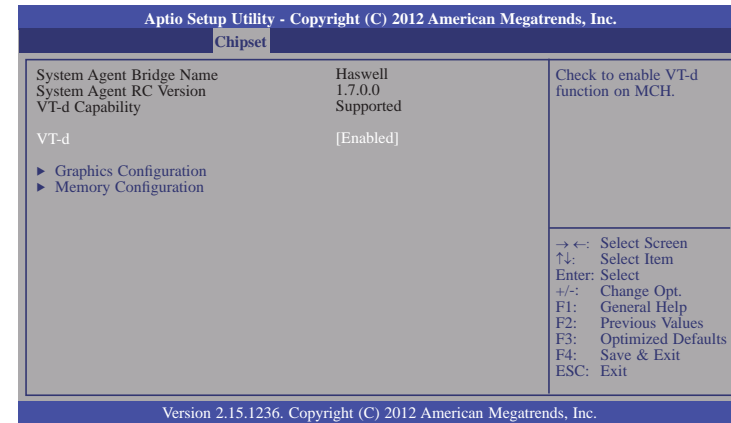 Aptio Setup Utility - Copyright (C) 2012 American Megatrends, Inc.
Chipset
System Agent Bridge Name Haswell
System Agent RC Version 1.7.0.0
VT-d Capability Supported
VT-d [Enabled]
▶ Graphics Configuration
▶ Memory Configuration
Check to enable VT-d
function on MCH.
→ ←: Select Screen
↑↓: Select Item
Enter: Select
+/-: Change Opt.
F1: General Help
F2: Previous Values
F3: Optimized Defaults
F4: Save & Exit
ESC: Exit
Version 2.15.1236. Copyright (C) 2012 American Megatrends, Inc.